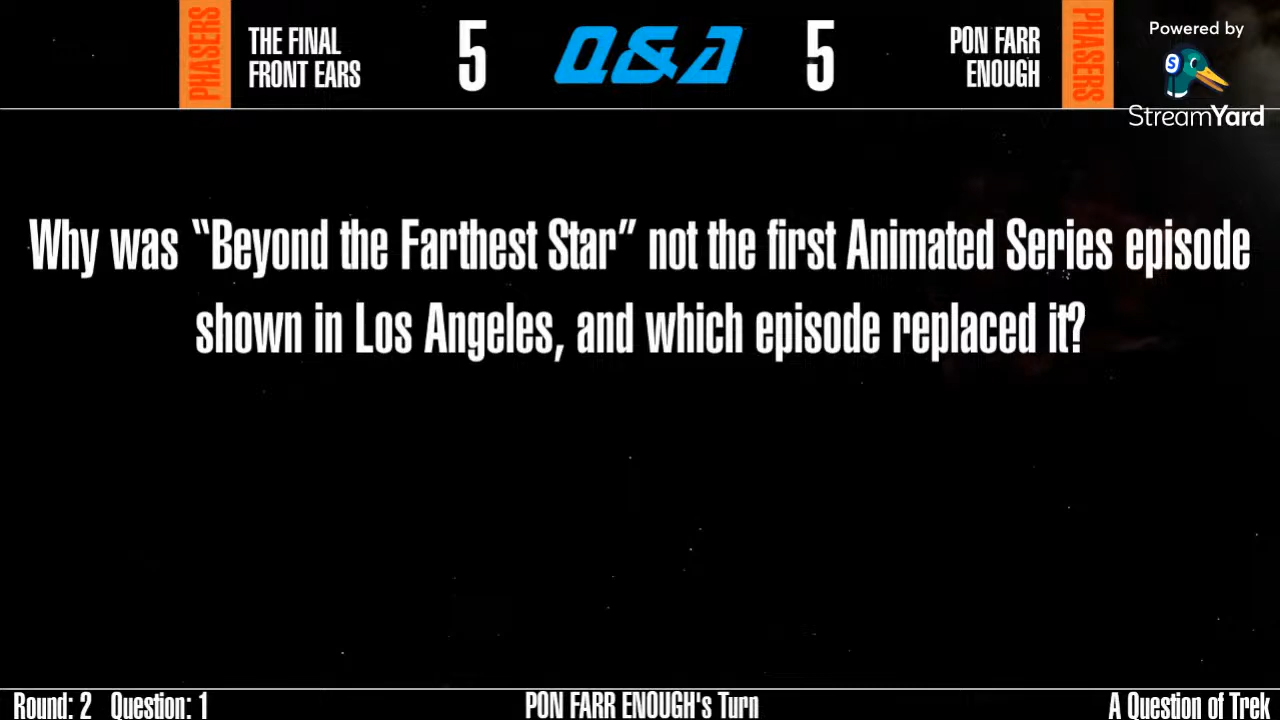 PHASERS
THE FINAL
FRONT EARS
5
Q&A
5
PON FARR
ENOUGH
PHASERS
Powered by
S
StreamYard
Why was “Beyond the Farthest Star” not the first Animated Series episode
shown in Los Angeles, and which episode replaced it?
Round: 2 Question: 1
PON FARR ENOUGH's Turn
A Question of Trek